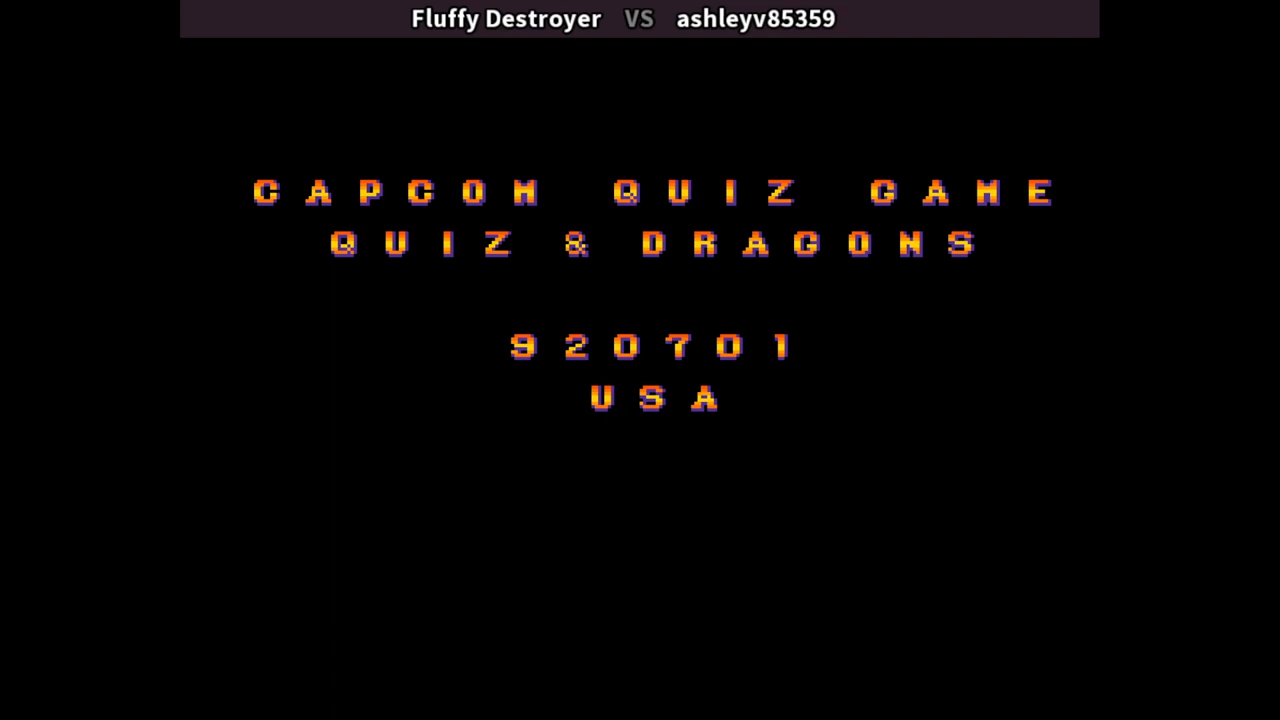 Fluffy Destroyer VS ashleyv85359
CAPCOM QUIZ GAME
QUIZ & DRAGONS
920701
USA